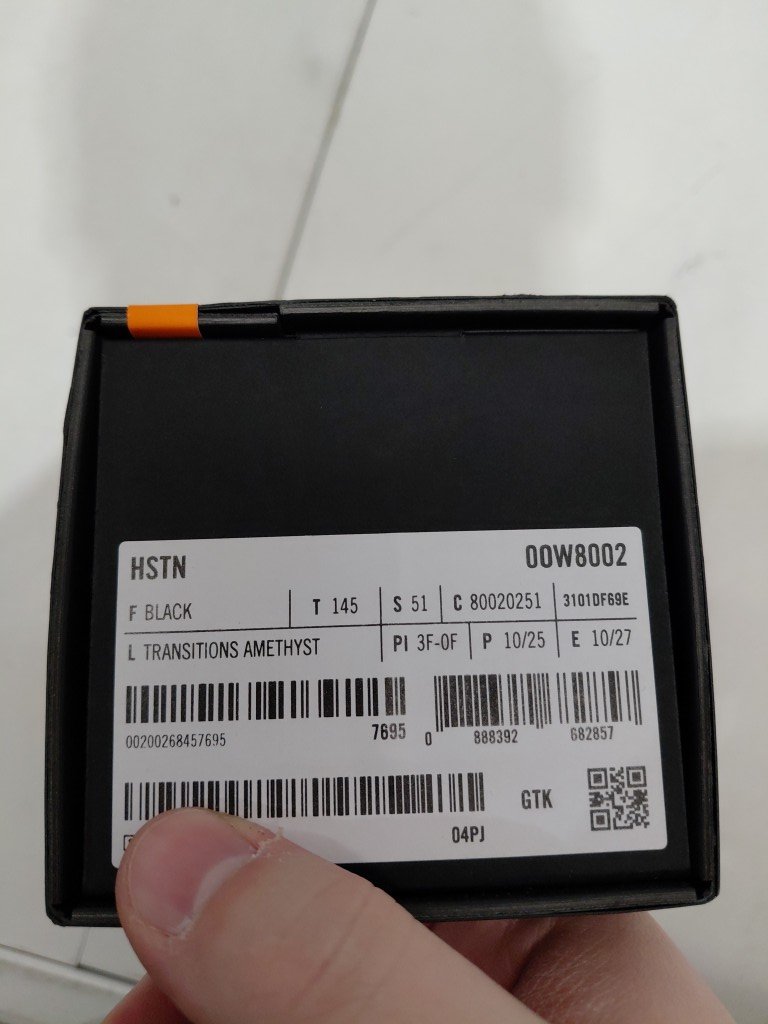 HSTN 00W8002
F BLACK T 145 S 51 C 80020251 3101DF69E
L TRANSITIONS AMETHYST PI 3F-0F P 10/25 E 10/27
00200268457695 7695 0 888392 682857
GTK
04PJ